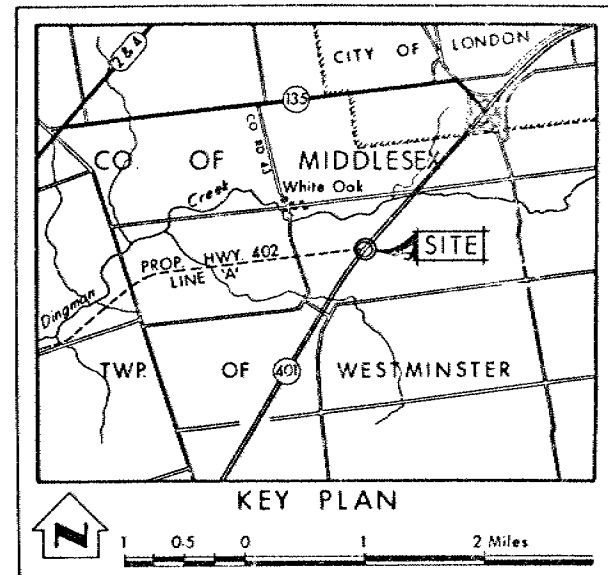 2 & 4
CITY OF LONDON
135
CO RD 43
CO. OF MIDDLESEX
White Oak
Dingman Creek
SITE
PROP. HWY. 402
LINE 'A'
401
TWP. OF WESTMINSTER
KEY PLAN
N
1 0·5 0 1 2 Miles